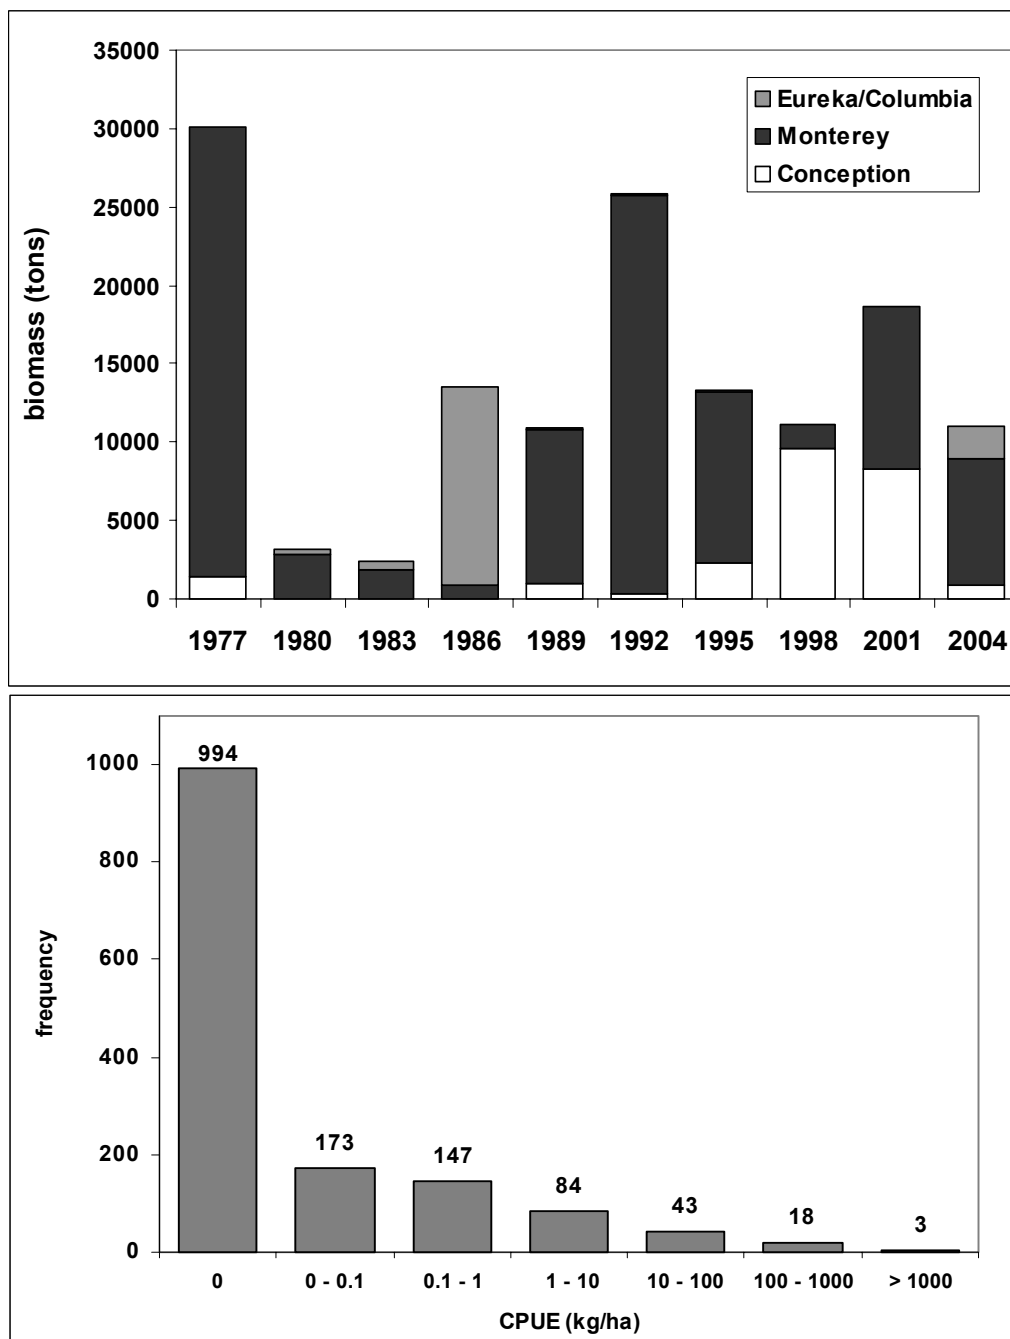 35000
30000
25000
20000
15000
10000
5000
0
biomass (tons)
Eureka/Columbia
Monterey
Conception
1977 1980 1983 1986 1989 1992 1995 1998 2001 2004
1000
800
600
400
200
0
frequency
994
173
147
84
43
18
3
0 0 - 0.1 0.1 - 1 1 - 10 10 - 100 100 - 1000 > 1000
CPUE (kg/ha)